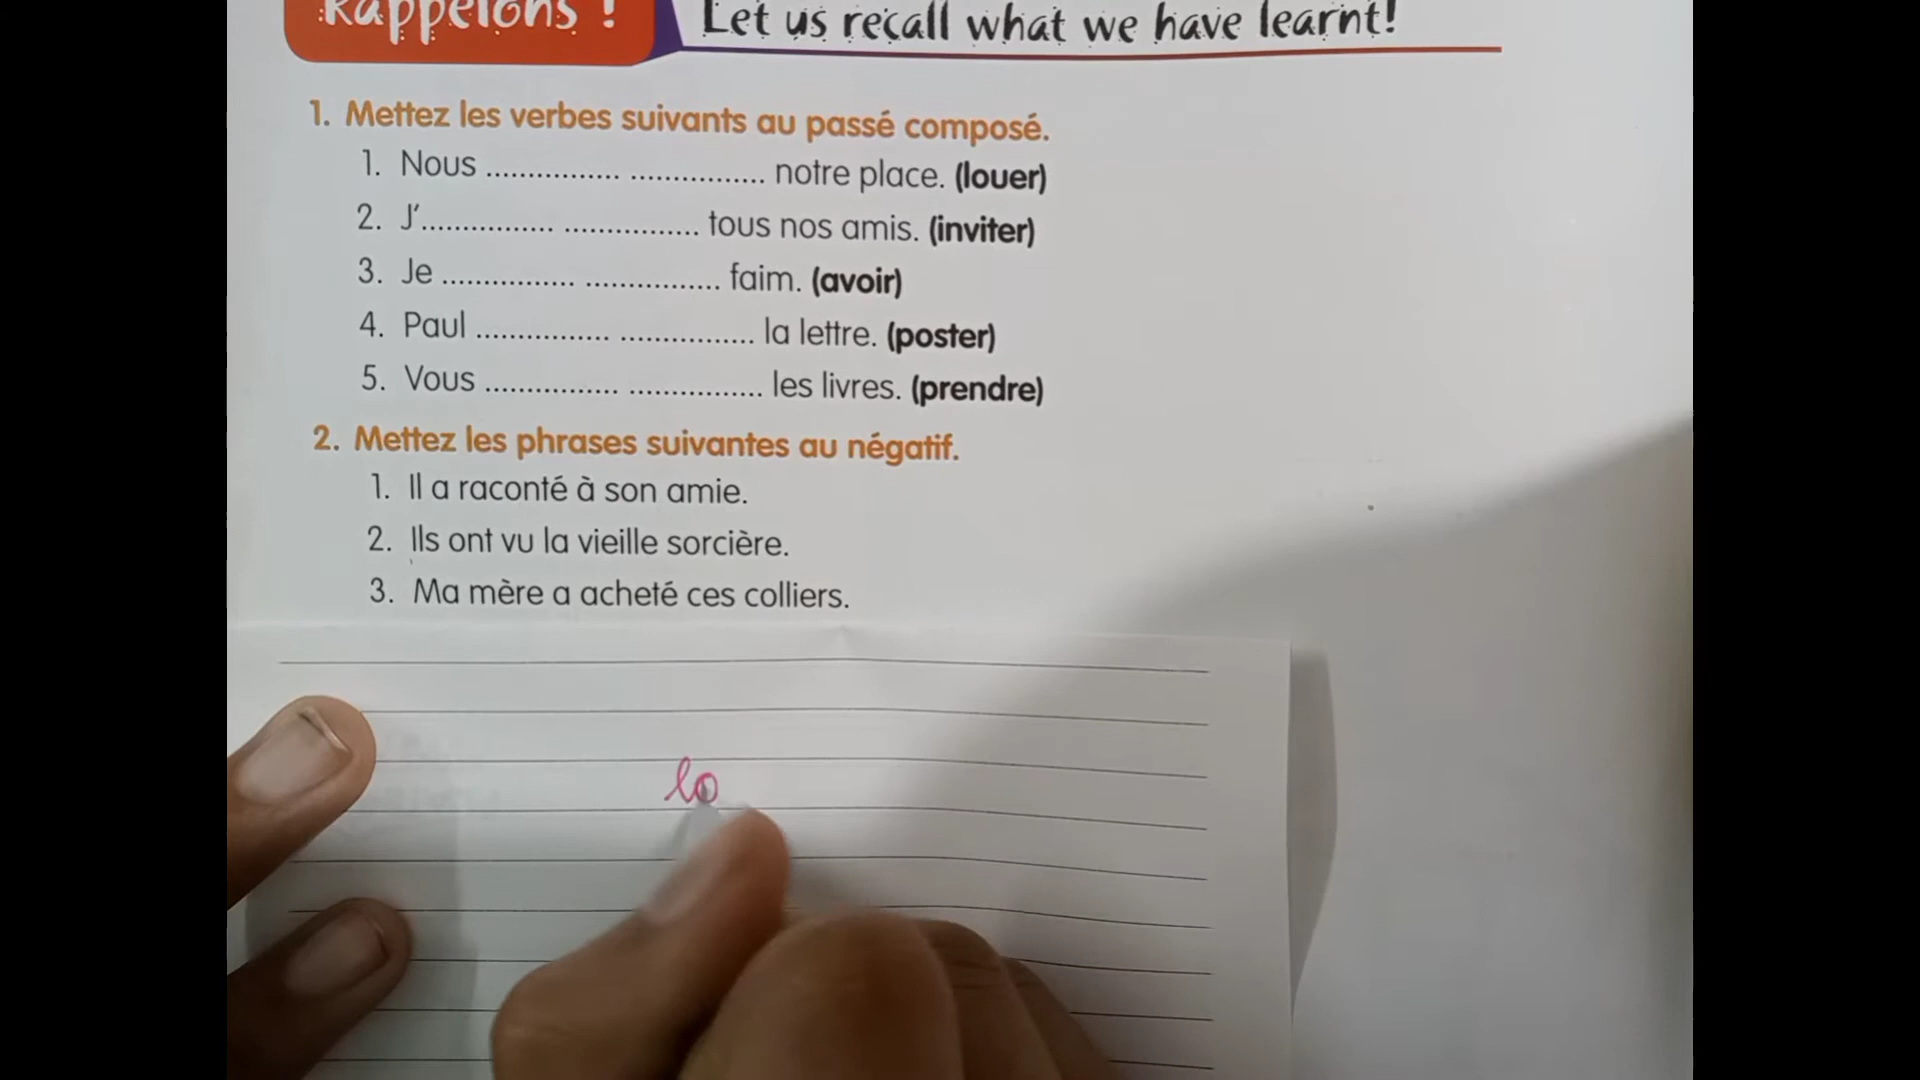 Rappelons !
Let us recall what we have learnt!
1. Mettez les verbes suivants au passé composé.
1. Nous ............... ............... notre place. (louer)
2. J'............... ............... tous nos amis. (inviter)
3. Je ............... ............... faim. (avoir)
4. Paul ............... ............... la lettre. (poster)
5. Vous ............... ............... les livres. (prendre)
2. Mettez les phrases suivantes au négatif.
1. Il a raconté à son amie.
2. Ils ont vu la vieille sorcière.
3. Ma mère a acheté ces colliers.
lo